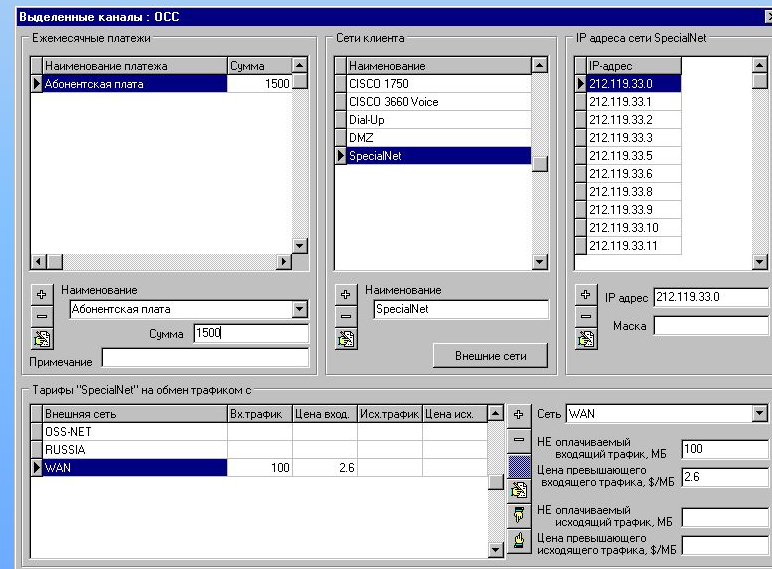 Выделенные каналы : ОСС
Ежемесячные платежи
Наименование платежа Сумма
Абонентская плата 1500
Наименование
Абонентская плата
Сумма 1500
Примечание
Сети клиента
Наименование
CISCO 1750
CISCO 3660 Voice
Dial-Up
DMZ
SpecialNet
Наименование
SpecialNet
Внешние сети
IP адреса сети SpecialNet
IP-адрес
212.119.33.0
212.119.33.1
212.119.33.2
212.119.33.3
212.119.33.5
212.119.33.6
212.119.33.8
212.119.33.9
212.119.33.10
212.119.33.11
IP адрес 212.119.33.0
Маска
Тарифы "SpecialNet" на обмен трафиком с
Внешняя сеть Вх.трафик Цена вход. Исх.трафик Цена исх.
OSS-NET
RUSSIA
WAN 100 2.6
Сеть WAN
НЕ оплачиваемый
входящий трафик, МБ 100
Цена превышающего
входящего трафика, $/МБ 2.6
НЕ оплачиваемый
исходящий трафик, МБ
Цена превышающего
исходящего трафика, $/МБ